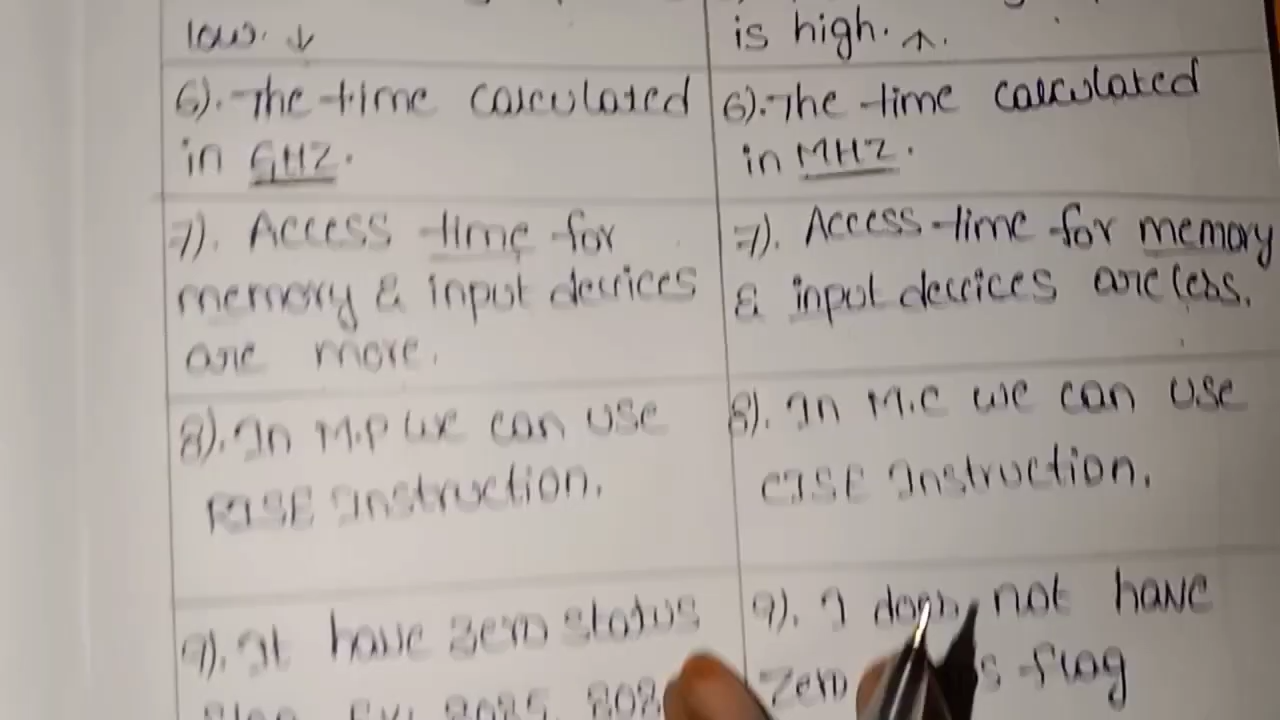 low. ↓
6). The time calculated
in GHZ.
7). Access time for
memory & input devices
are more.
8). In M.P we can use
RISE Instruction.
9). It have zero status
8085, 808
is high. ↑.
6). The time calculated
in MHZ.
7). Access time for memory
& input devices are less.
8). In M.C we can use
CISE Instruction.
9). I does not have
zero flag